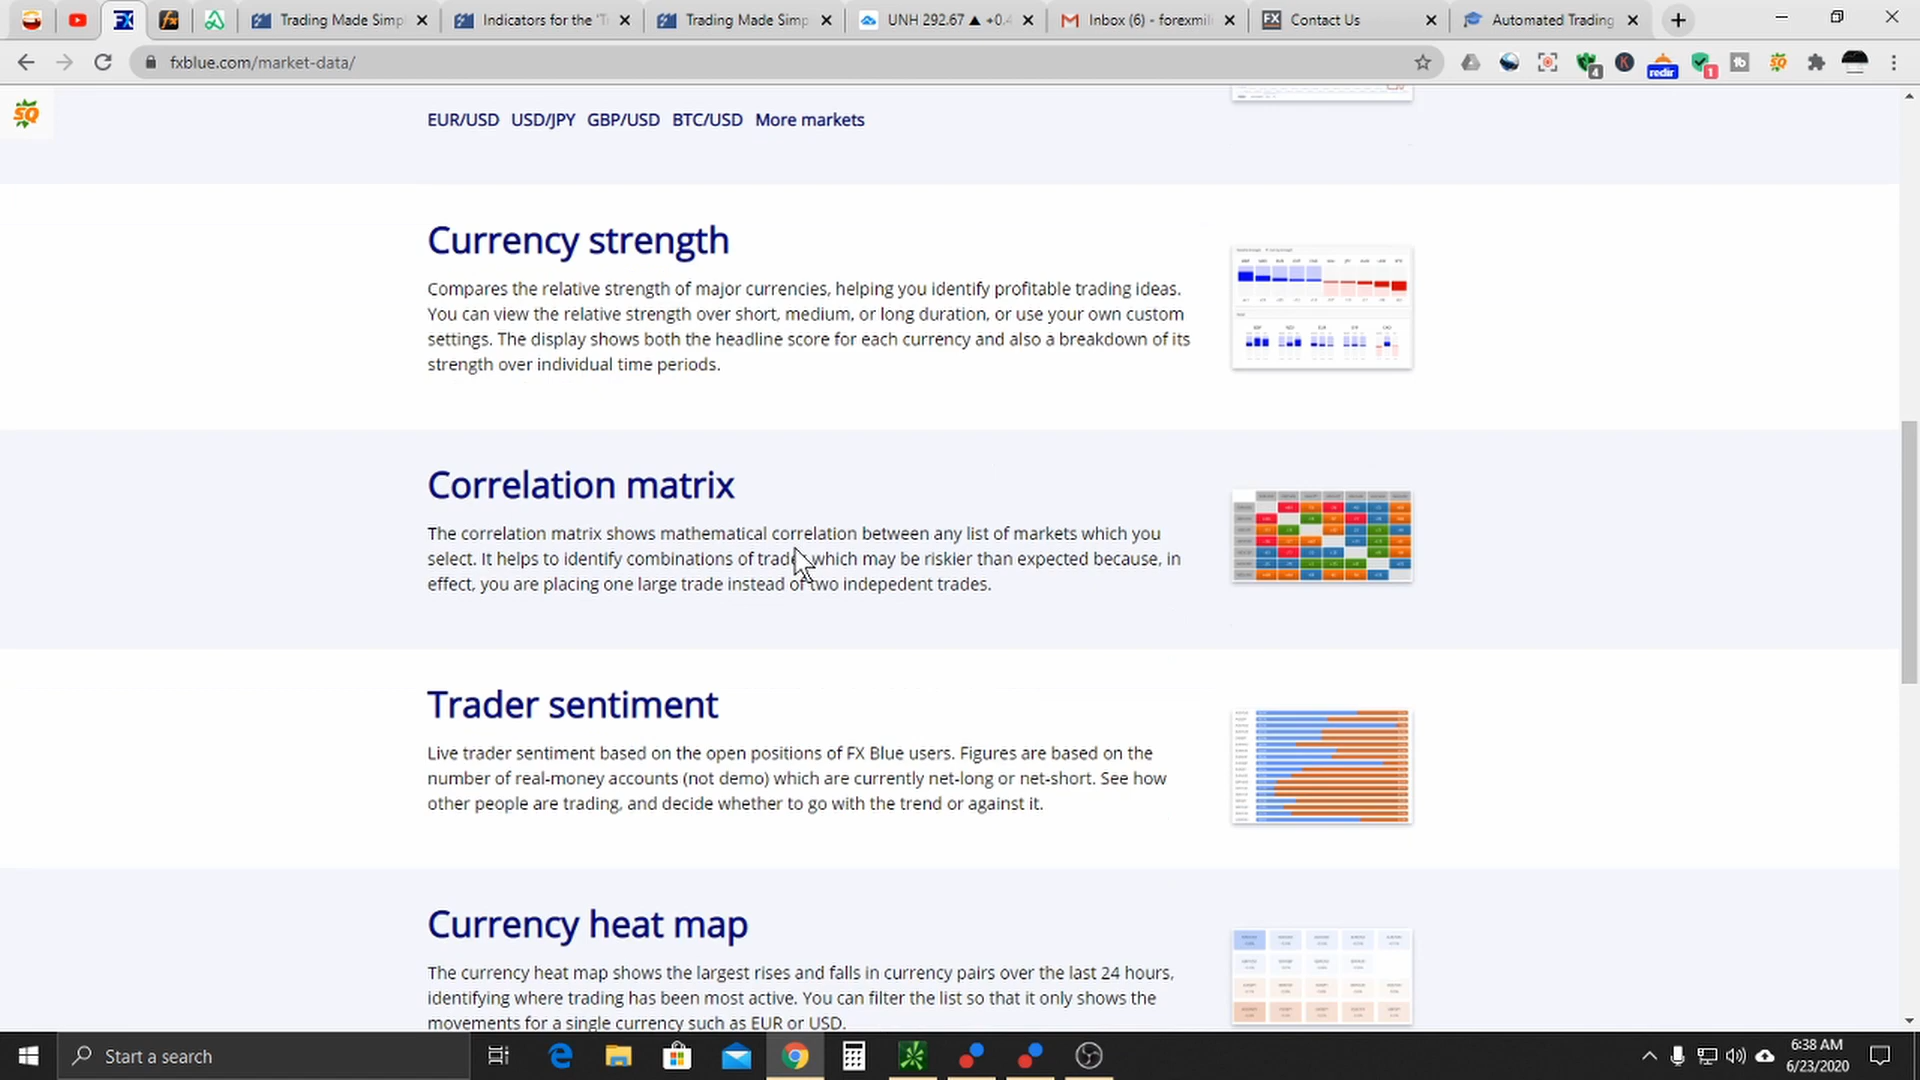 Trading Made Simp
Indicators for the 'T
Trading Made Simp
UNH 292.67 ▲ +0.4
Inbox (6) - forexmil
Contact Us
Automated Trading
fxblue.com/market-data/
EUR/USD USD/JPY GBP/USD BTC/USD More markets
Currency strength
Compares the relative strength of major currencies, helping you identify profitable trading ideas.
You can view the relative strength over short, medium, or long duration, or use your own custom
settings. The display shows both the headline score for each currency and also a breakdown of its
strength over individual time periods.
Correlation matrix
The correlation matrix shows mathematical correlation between any list of markets which you
select. It helps to identify combinations of trades which may be riskier than expected because, in
effect, you are placing one large trade instead of two indepedent trades.
Trader sentiment
Live trader sentiment based on the open positions of FX Blue users. Figures are based on the
number of real-money accounts (not demo) which are currently net-long or net-short. See how
other people are trading, and decide whether to go with the trend or against it.
Currency heat map
The currency heat map shows the largest rises and falls in currency pairs over the last 24 hours,
identifying where trading has been most active. You can filter the list so that it only shows the
movements for a single currency such as EUR or USD.
Start a search
6:38 AM
6/23/2020